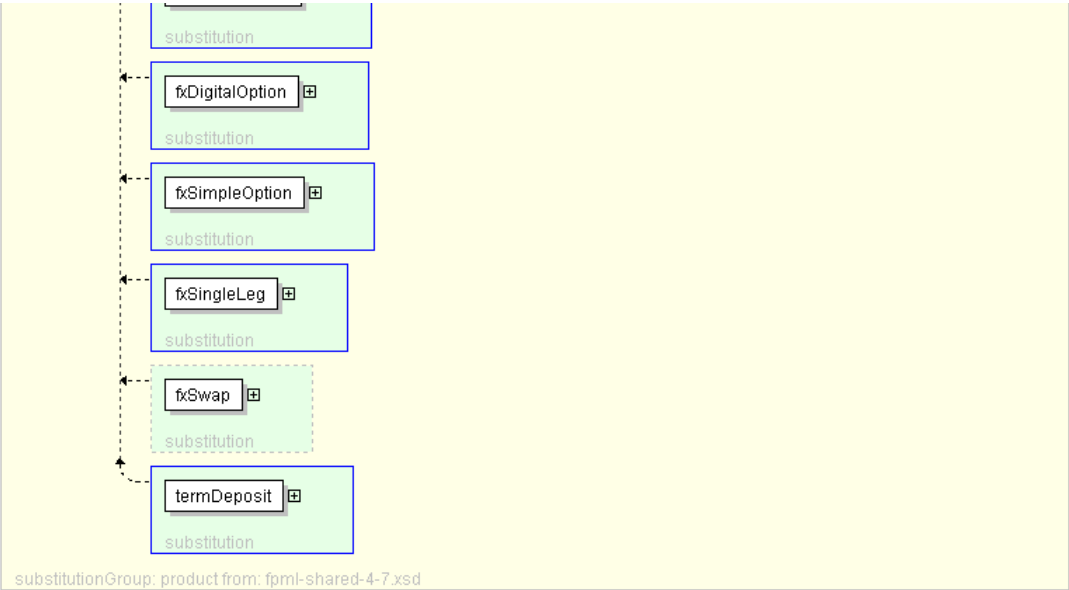 substitution
fxDigitalOption
substitution
fxSimpleOption
substitution
fxSingleLeg
substitution
fxSwap
substitution
termDeposit
substitution
substitutionGroup: product from: fpml-shared-4-7.xsd